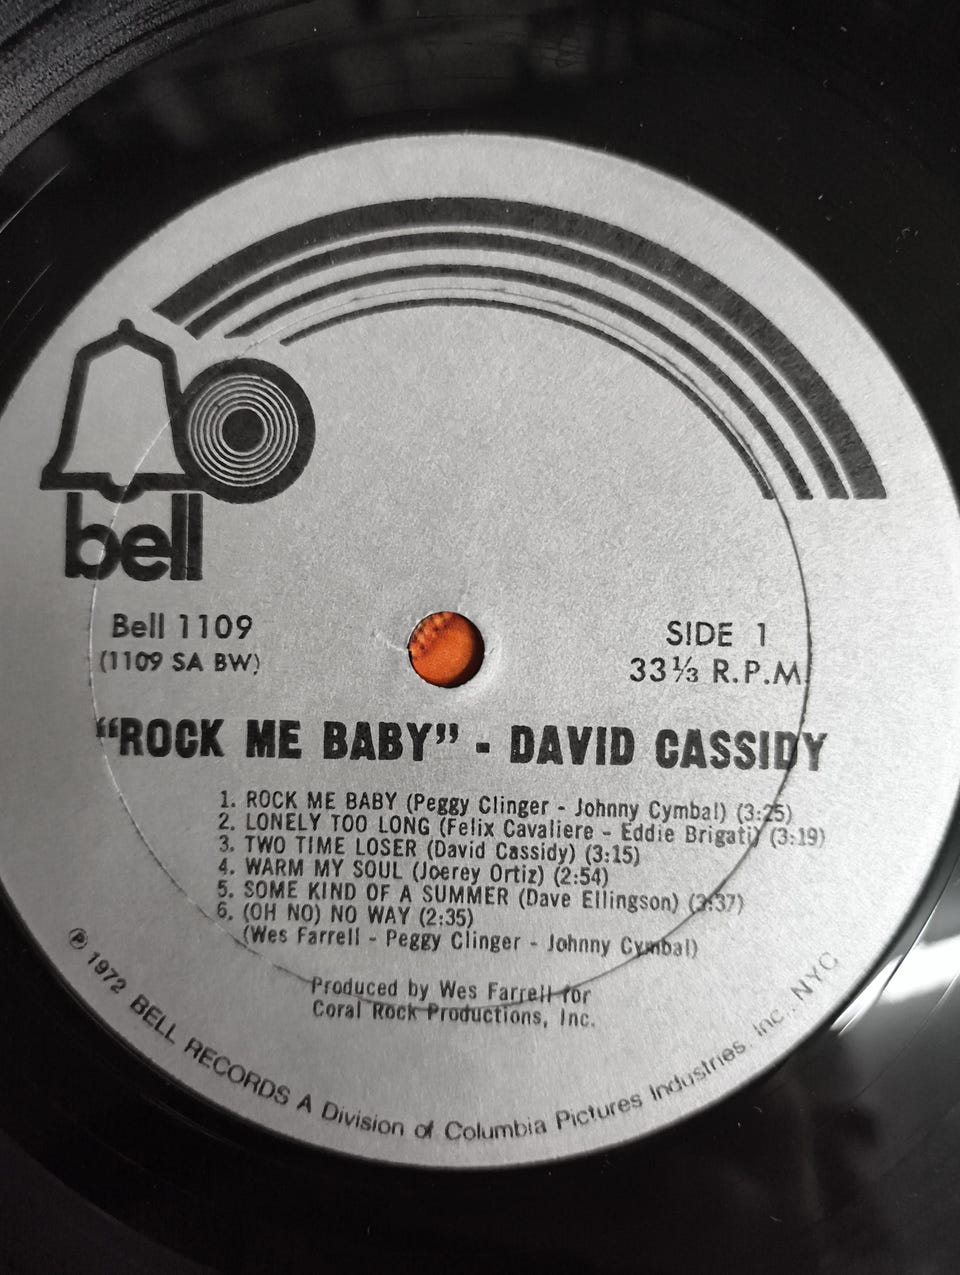 bell
Bell 1109
(1109 SA BW)
SIDE 1
33⅓ R.P.M.
"ROCK ME BABY" - DAVID CASSIDY
1. ROCK ME BABY (Peggy Clinger - Johnny Cymbal) (3:25)
2. LONELY TOO LONG (Felix Cavaliere - Eddie Brigati) (3:19)
3. TWO TIME LOSER (David Cassidy) (3:15)
4. WARM MY SOUL (Joerey Ortiz) (2:54)
5. SOME KIND OF A SUMMER (Dave Ellingson) (3:37)
6. (OH NO) NO WAY (2:35)
(Wes Farrell - Peggy Clinger - Johnny Cymbal)
Produced by Wes Farrell for
Coral Rock Productions, Inc.
℗ 1972 BELL RECORDS A Division of Columbia Pictures Industries, Inc., NYC